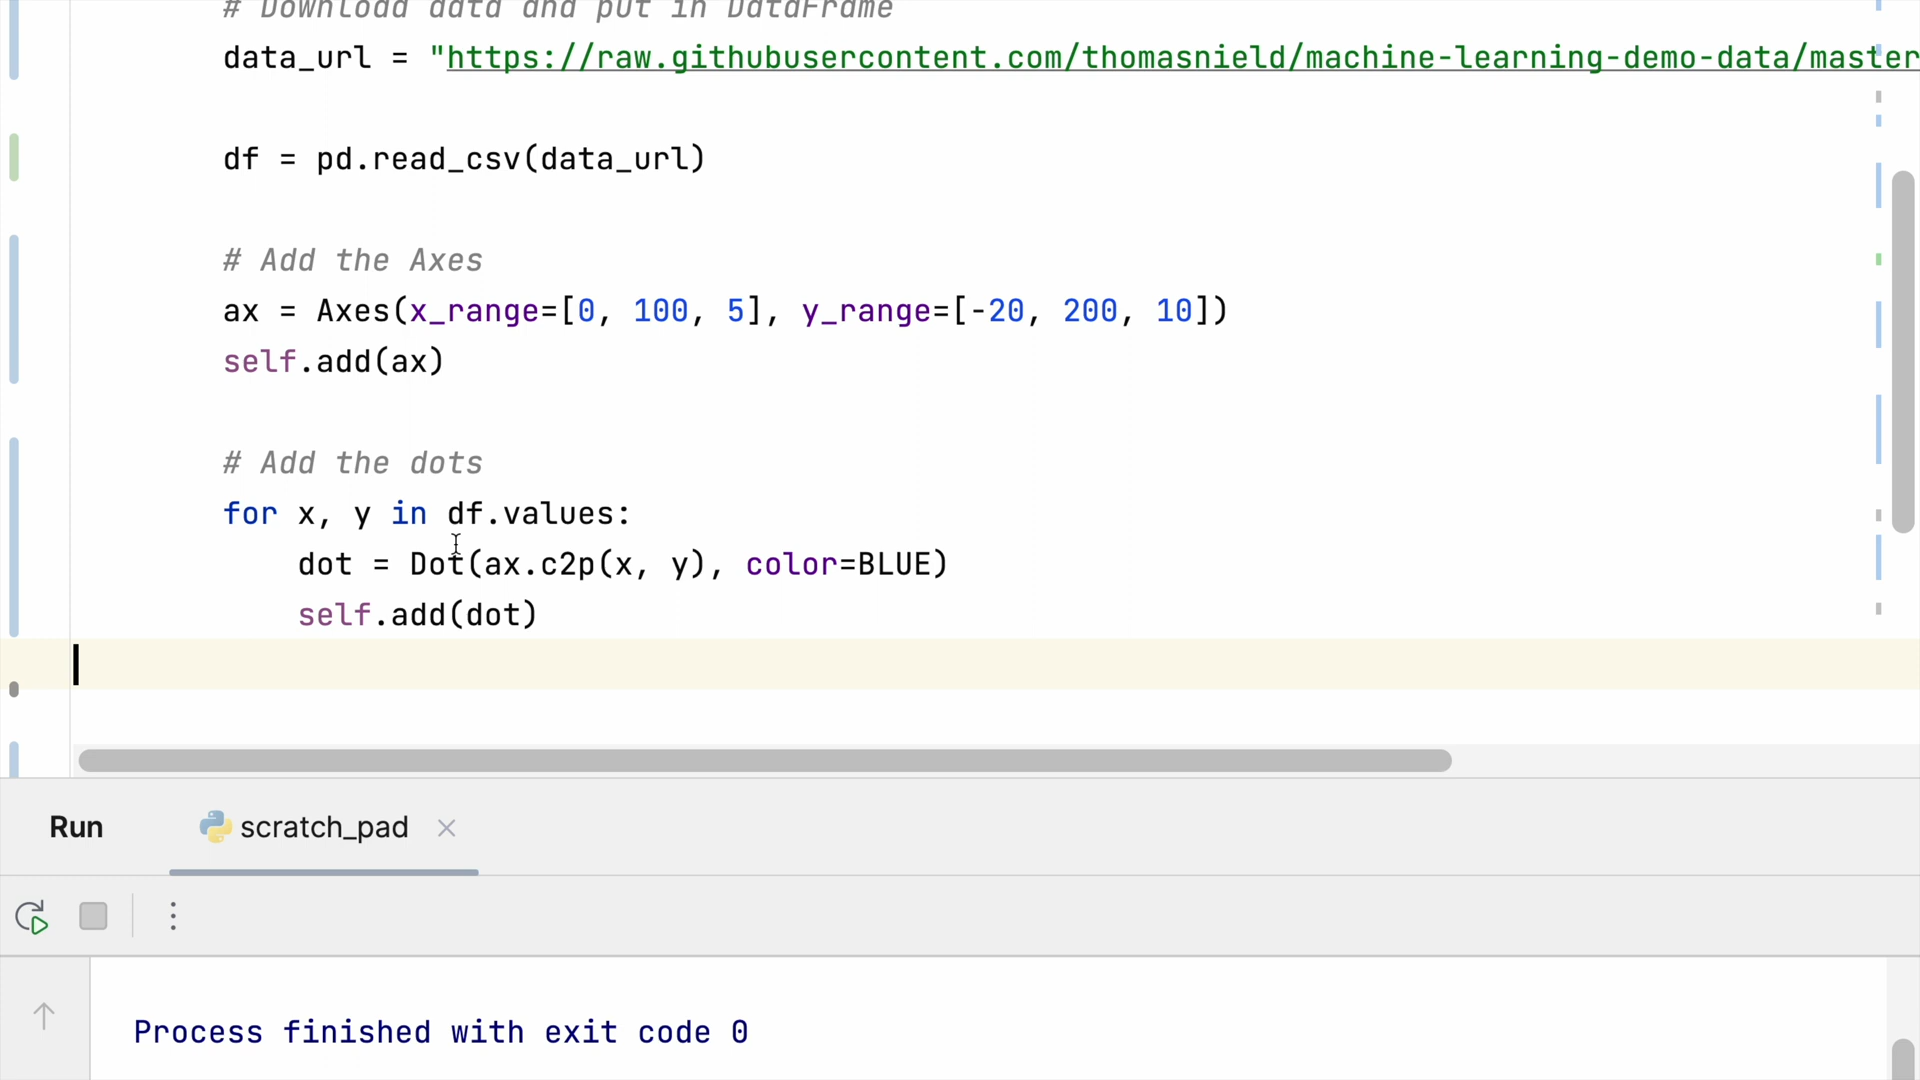 # Download data and put in DataFrame
data_url = "https://raw.githubusercontent.com/thomasnield/machine-learning-demo-data/master
df = pd.read_csv(data_url)
# Add the Axes
ax = Axes(x_range=[0, 100, 5], y_range=[-20, 200, 10])
self.add(ax)
# Add the dots
for x, y in df.values:
dot = Dot(ax.c2p(x, y), color=BLUE)
self.add(dot)
Run scratch_pad
Process finished with exit code 0